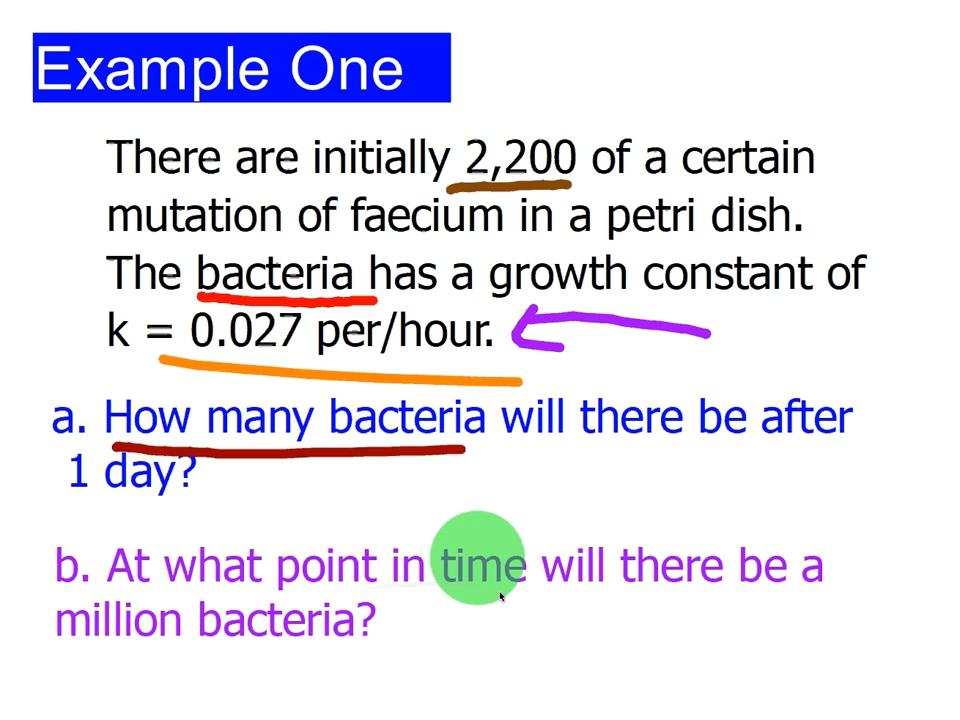 Example One
There are initially 2,200 of a certain
mutation of faecium in a petri dish.
The bacteria has a growth constant of
k = 0.027 per/hour.
a. How many bacteria will there be after
1 day?
b. At what point in time will there be a
million bacteria?